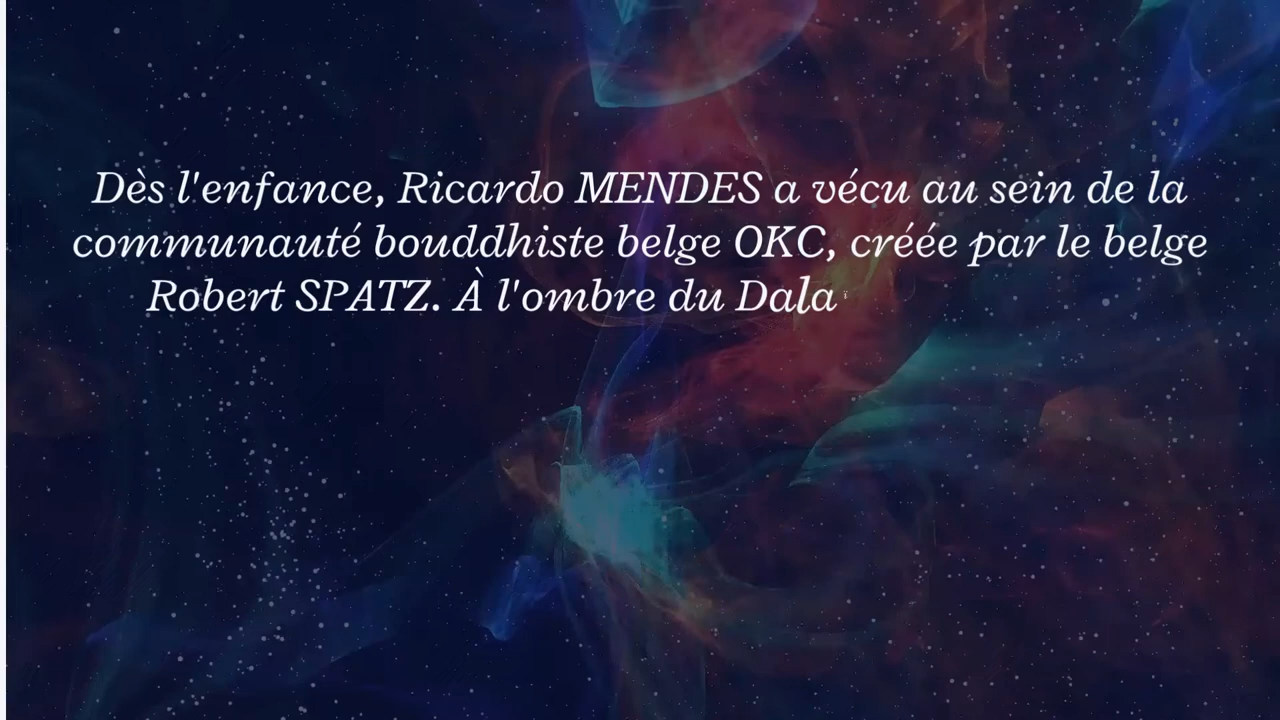 Dès l'enfance, Ricardo MENDES a vécu au sein de la
communauté bouddhiste belge OKC, créée par le belge
Robert SPATZ. À l'ombre du Dalaï